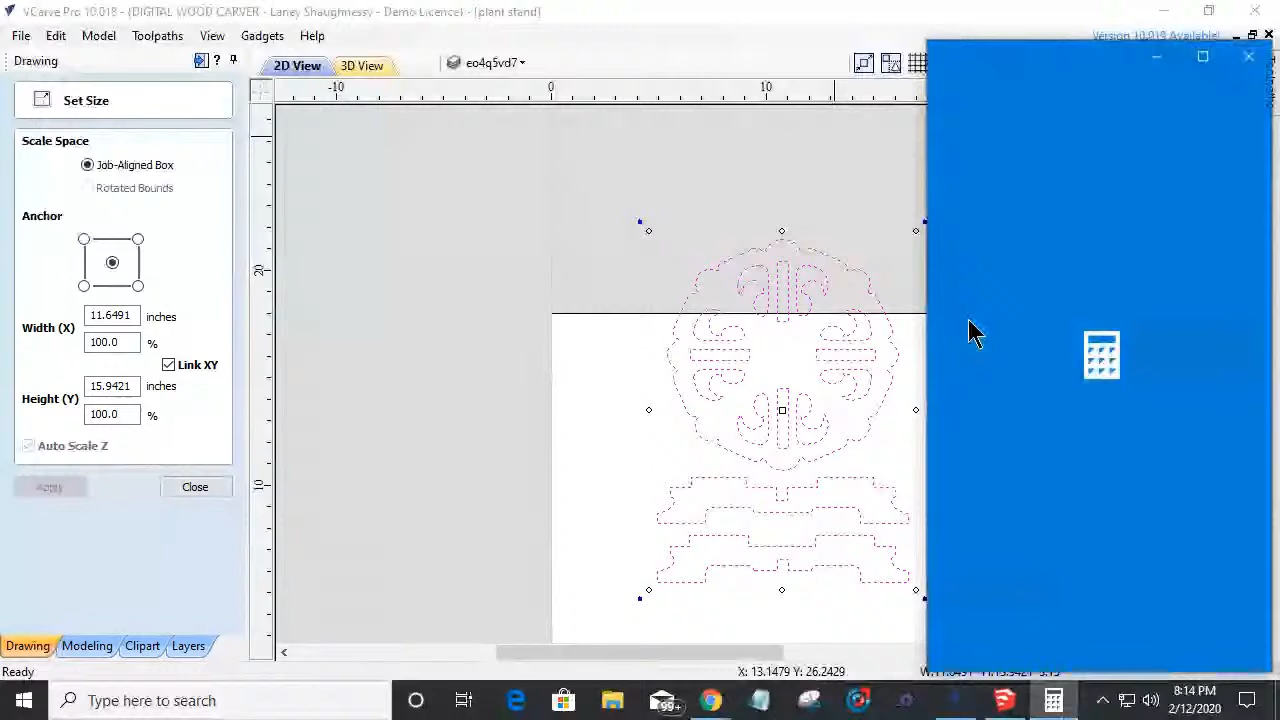 VCarve Pro 10.018 - (DIGITAL WOOD CARVER - Laney Shaughnessy - Demo Licence) - [plant stand]
File Edit Model Toolpaths View Gadgets Help
Version 10.019 Available!
Drawing
2D View 3D View eo4q5vd7
-10 0 10
Set Size
Scale Space
Job-Aligned Box
Rotated Bounds
Anchor
20
11.6491 inches
Width (X)
100.0 %
Link XY
15.9421 inches
Height (Y)
100.0 %
Auto Scale Z
10
Apply Close
Drawing Modeling Clipart Layers
Ready
X: 13.1479 Y: 26.2429
Type here to search
99+
8:14 PM
2/12/2020